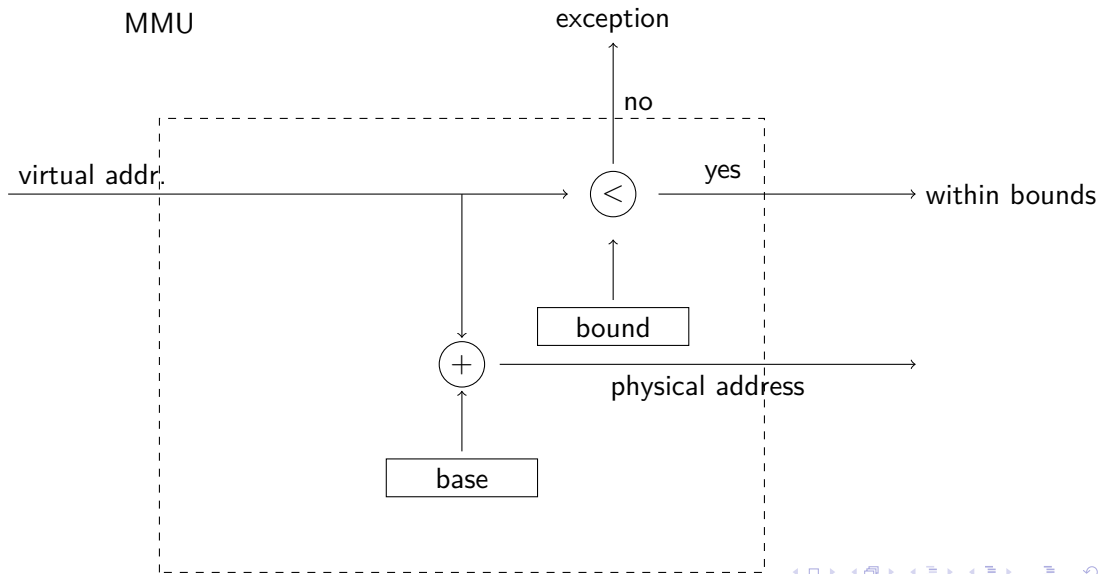 MMU
exception
no
virtual addr.
yes
<
within bounds
bound
+
physical address
base